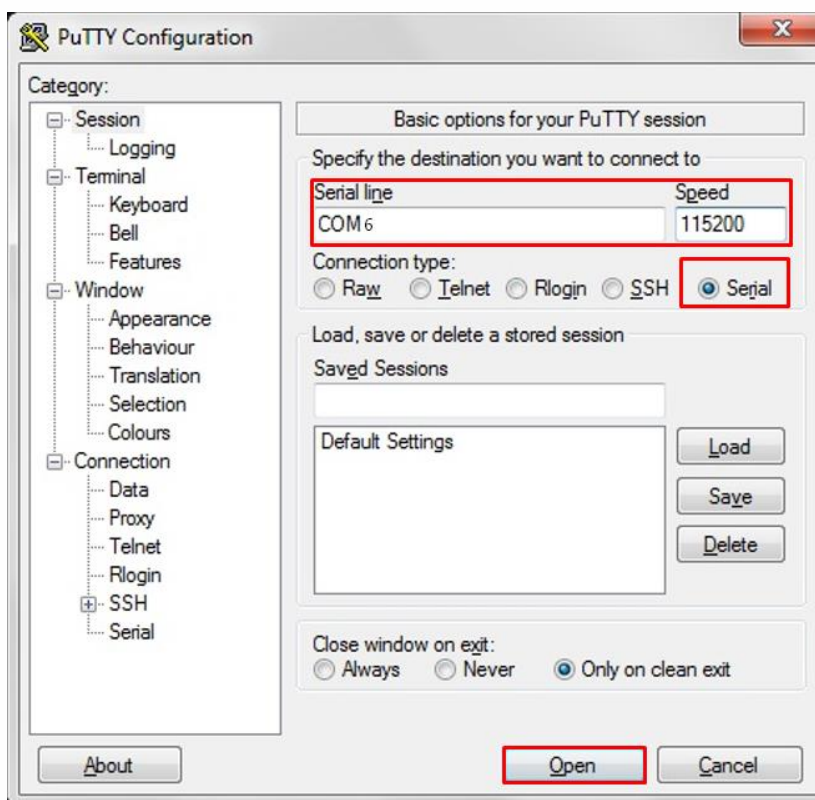 PuTTY Configuration
Category:
Session
Logging
Terminal
Keyboard
Bell
Features
Window
Appearance
Behaviour
Translation
Selection
Colours
Connection
Data
Proxy
Telnet
Rlogin
SSH
Serial
Basic options for your PuTTY session
Specify the destination you want to connect to
Serial line Speed
COM6 115200
Connection type:
Raw Telnet Rlogin SSH Serial
Load, save or delete a stored session
Saved Sessions
Default Settings
Load
Save
Delete
Close window on exit:
Always Never Only on clean exit
About Open Cancel